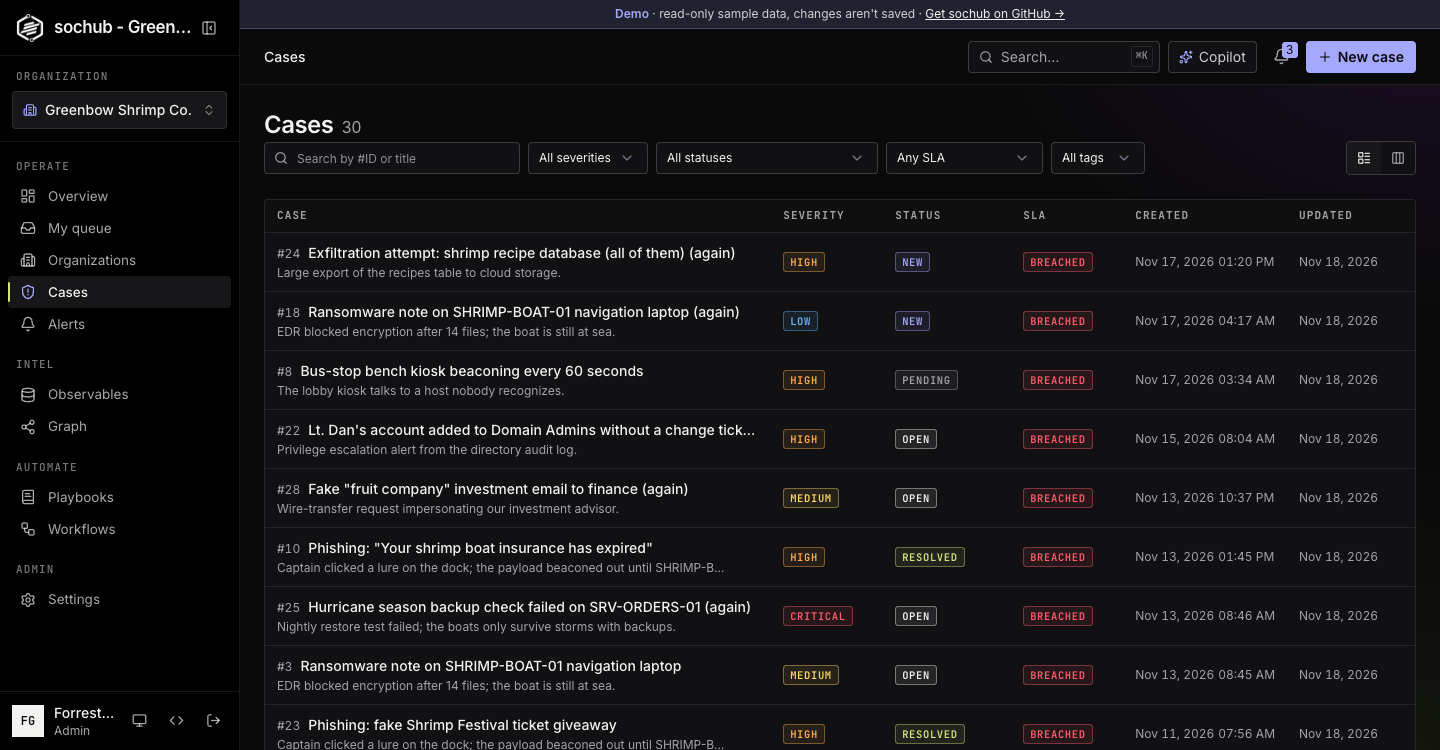 sochub - Green...
Demo · read-only sample data, changes aren't saved · Get sochub on GitHub →
ORGANIZATION
Greenbow Shrimp Co.
OPERATE
Overview
My queue
Organizations
Cases
Alerts
INTEL
Observables
Graph
AUTOMATE
Playbooks
Workflows
ADMIN
Settings
FG
Forrest...
Admin
Cases
Search...
⌘K
Copilot
3
+ New case
Cases 30
Search by #ID or title
All severities
All statuses
Any SLA
All tags
CASE SEVERITY STATUS SLA CREATED UPDATED
#24 Exfiltration attempt: shrimp recipe database (all of them) (again)
Large export of the recipes table to cloud storage.
HIGH NEW BREACHED Nov 17, 2026 01:20 PM Nov 18, 2026
#18 Ransomware note on SHRIMP-BOAT-01 navigation laptop (again)
EDR blocked encryption after 14 files; the boat is still at sea.
LOW NEW BREACHED Nov 17, 2026 04:17 AM Nov 18, 2026
#8 Bus-stop bench kiosk beaconing every 60 seconds
The lobby kiosk talks to a host nobody recognizes.
HIGH PENDING BREACHED Nov 17, 2026 03:34 AM Nov 18, 2026
#22 Lt. Dan's account added to Domain Admins without a change tick...
Privilege escalation alert from the directory audit log.
HIGH OPEN BREACHED Nov 15, 2026 08:04 AM Nov 18, 2026
#28 Fake "fruit company" investment email to finance (again)
Wire-transfer request impersonating our investment advisor.
MEDIUM OPEN BREACHED Nov 13, 2026 10:37 PM Nov 18, 2026
#10 Phishing: "Your shrimp boat insurance has expired"
Captain clicked a lure on the dock; the payload beaconed out until SHRIMP-B...
HIGH RESOLVED BREACHED Nov 13, 2026 01:45 PM Nov 18, 2026
#25 Hurricane season backup check failed on SRV-ORDERS-01 (again)
Nightly restore test failed; the boats only survive storms with backups.
CRITICAL OPEN BREACHED Nov 13, 2026 08:46 AM Nov 18, 2026
#3 Ransomware note on SHRIMP-BOAT-01 navigation laptop
EDR blocked encryption after 14 files; the boat is still at sea.
MEDIUM OPEN BREACHED Nov 13, 2026 08:45 AM Nov 18, 2026
#23 Phishing: fake Shrimp Festival ticket giveaway
Captain clicked a lure on the dock; the payload beaconed out until SHRIMP-B...
HIGH RESOLVED BREACHED Nov 11, 2026 07:56 AM Nov 18, 2026